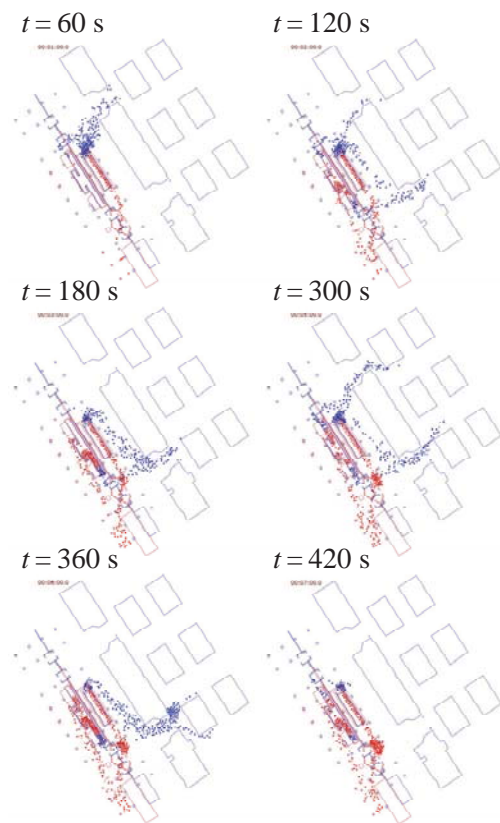 t = 60 s
t = 120 s
t = 180 s
t = 300 s
t = 360 s
t = 420 s